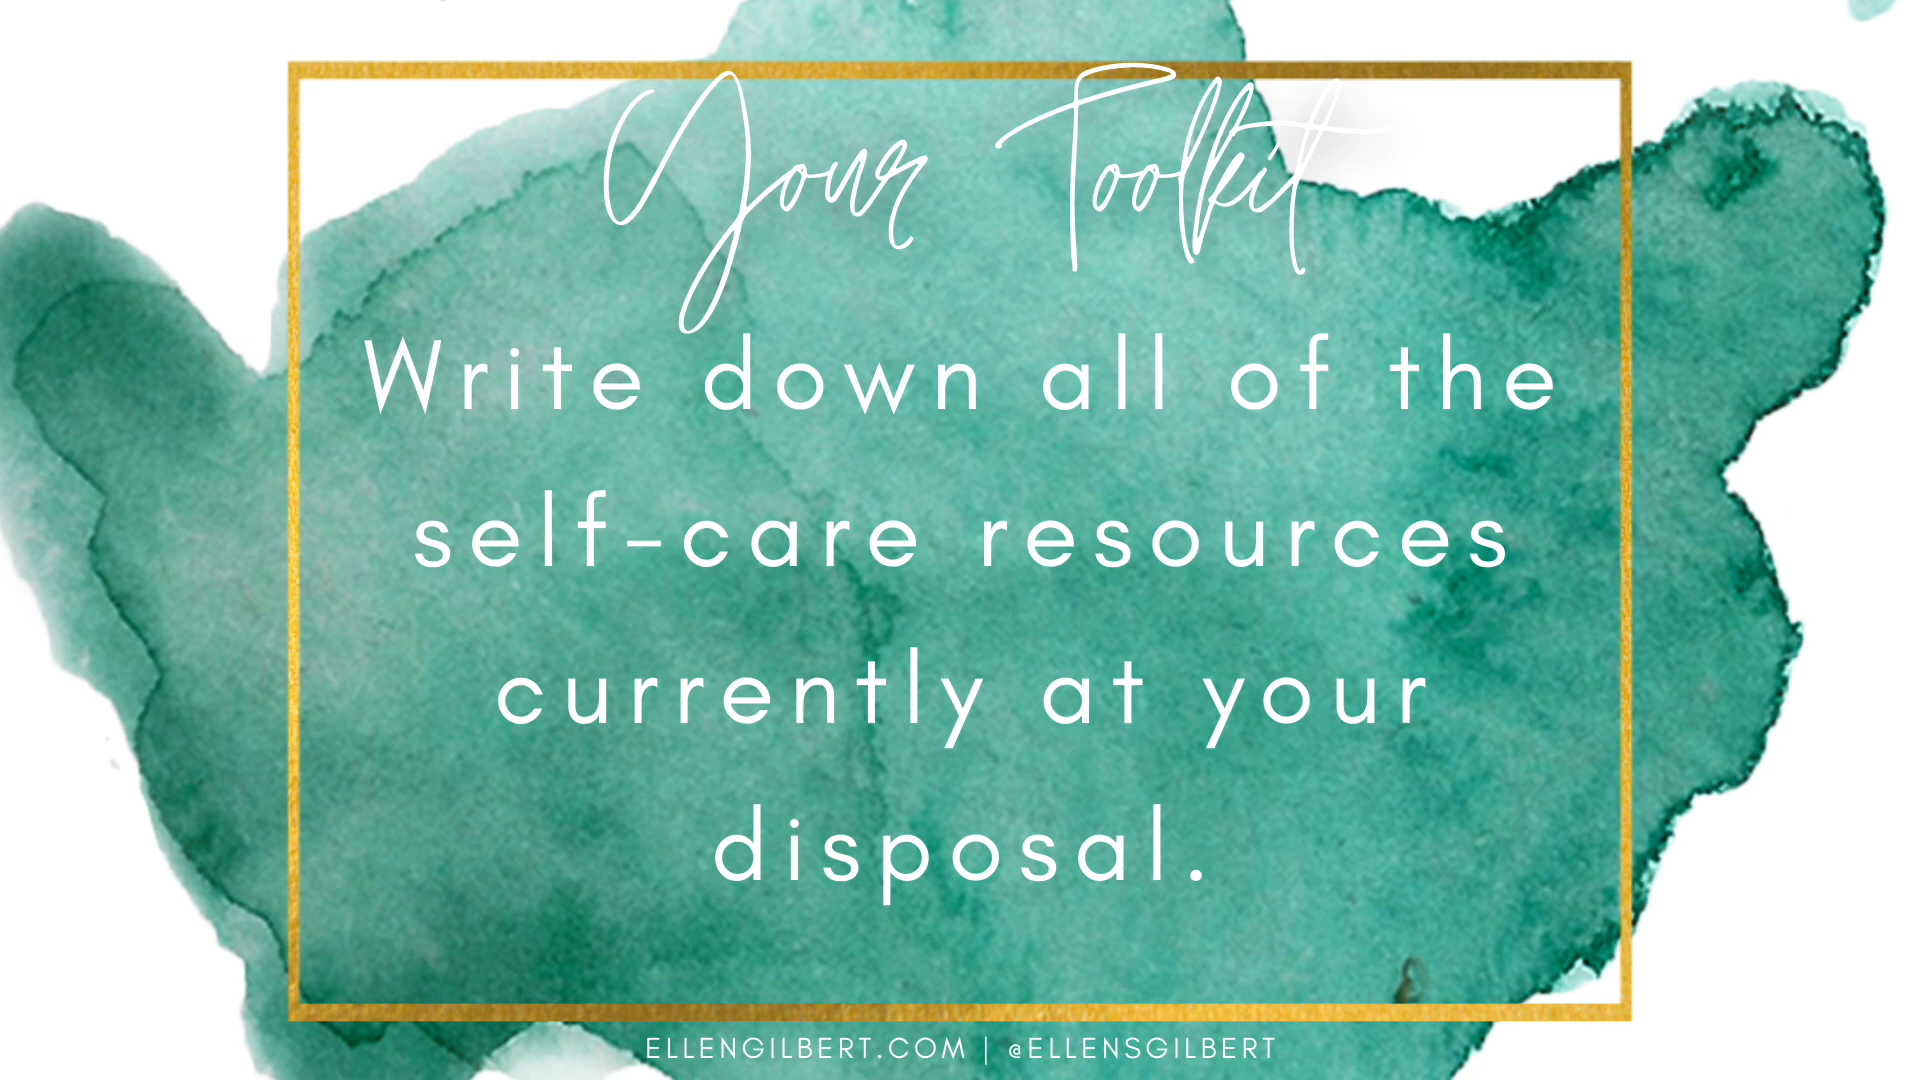 Your Toolkit
Write down all of the
self-care resources
currently at your
disposal.
ELLENGILBERT.COM | @ELLENSGILBERT